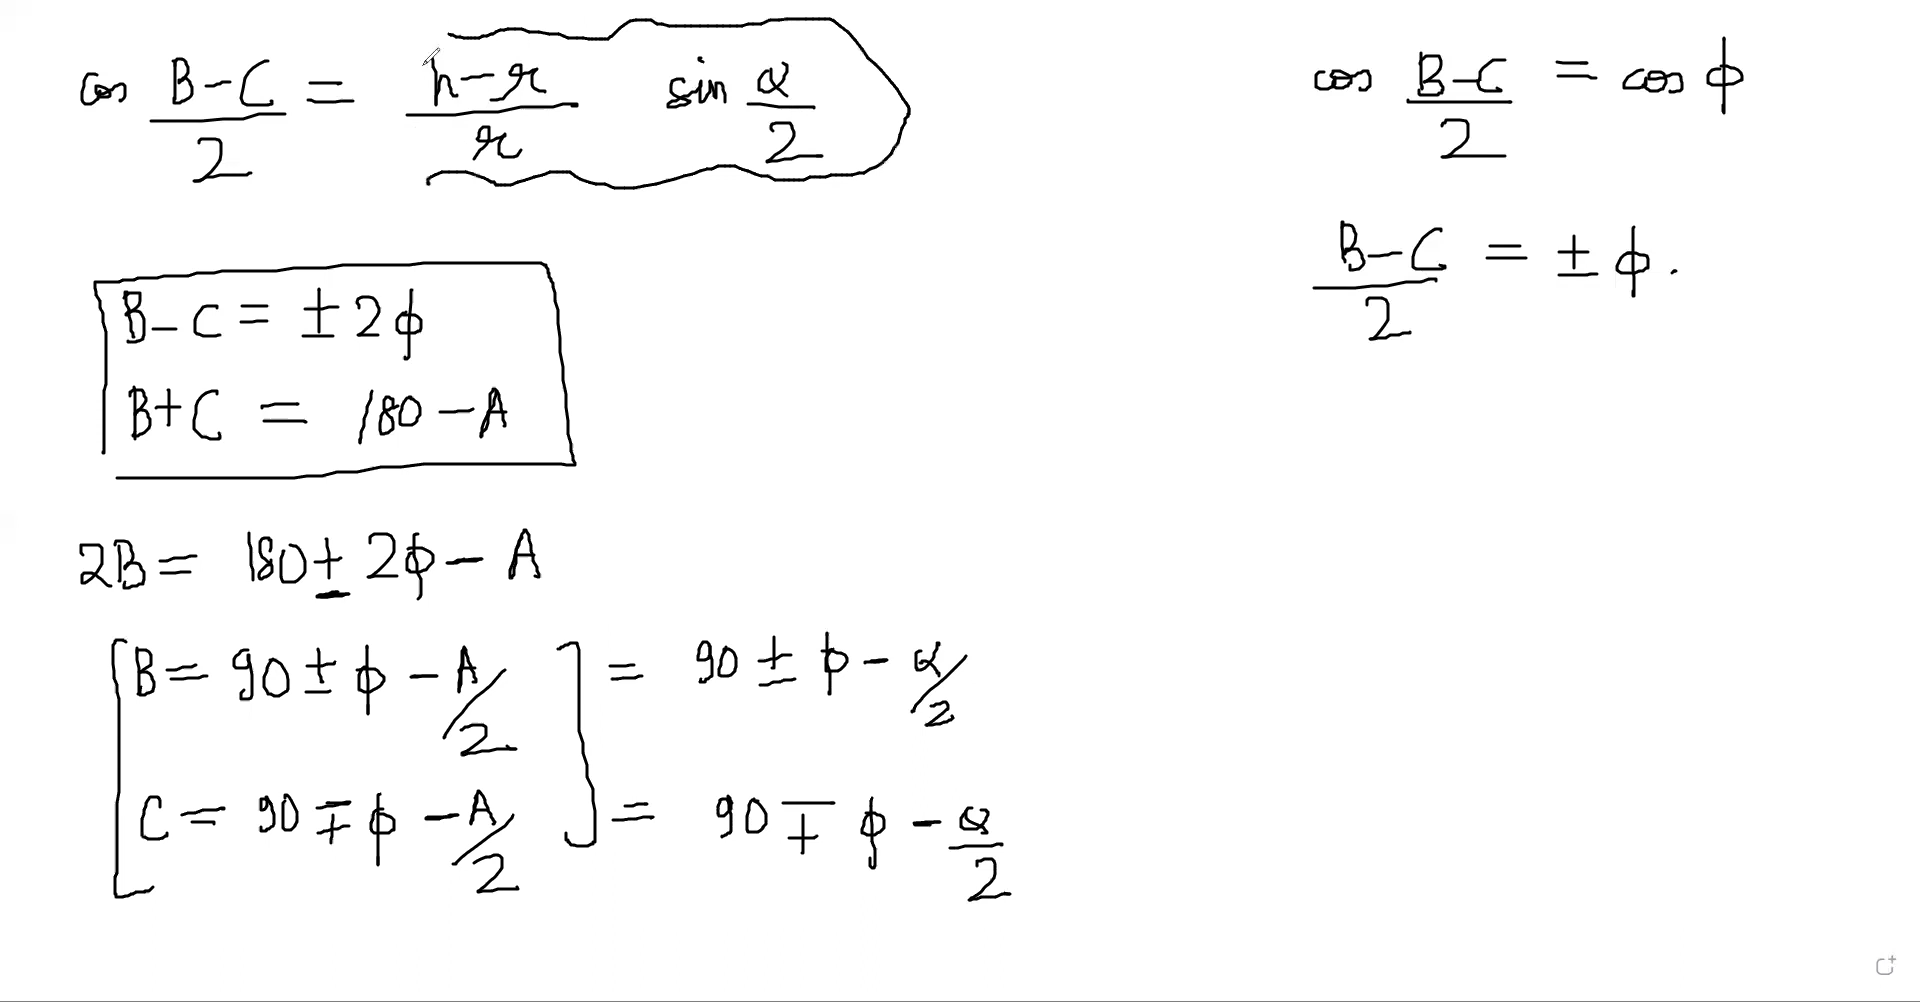 cos (B-C)/2 = (h-r)/r sin α/2
B-C = ± 2φ
B+C = 180 - A
2B = 180 ± 2φ - A
B = 90 ± φ - A/2 = 90 ± φ - α/2
C = 90 ∓ φ - A/2 = 90 ∓ φ - α/2
cos (B-C)/2 = cos φ
(B-C)/2 = ± φ.